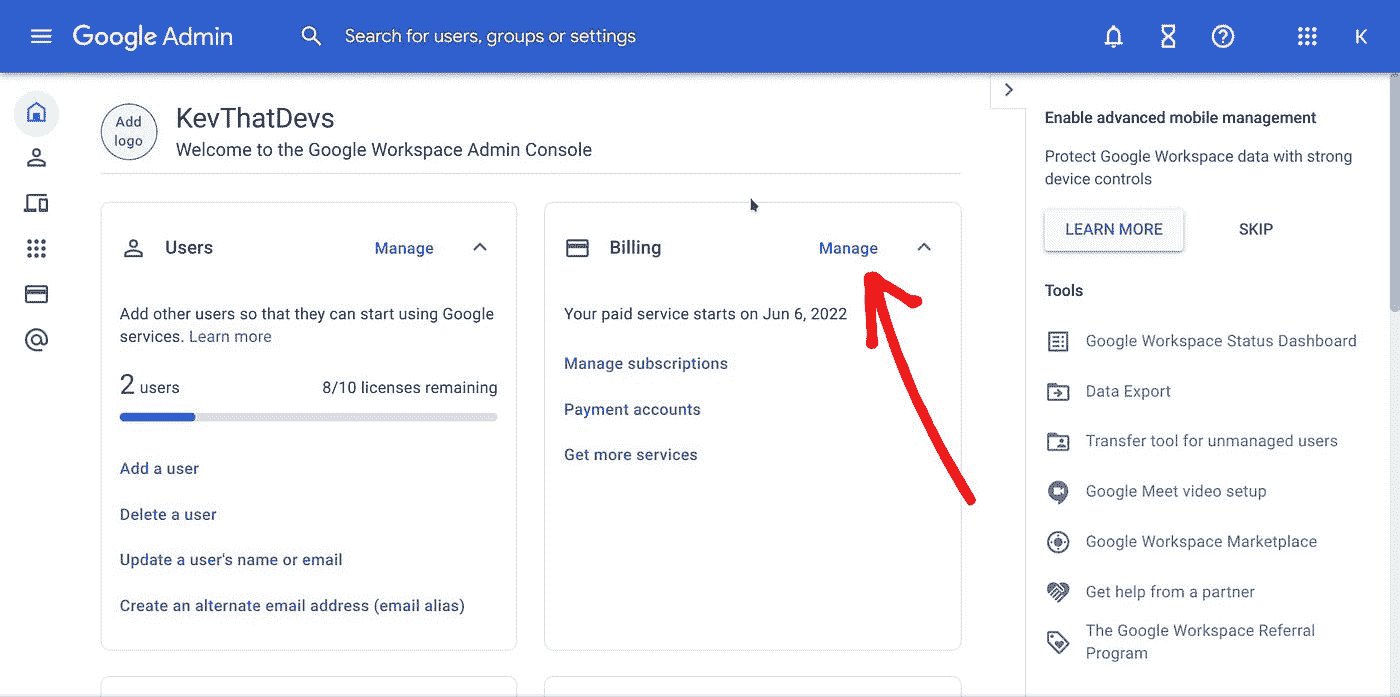 Google Admin
Search for users, groups or settings
K
Add
logo
KevThatDevs
Welcome to the Google Workspace Admin Console
Users
Manage
Add other users so that they can start using Google
services. Learn more
2 users
8/10 licenses remaining
Add a user
Delete a user
Update a user's name or email
Create an alternate email address (email alias)
Billing
Manage
Your paid service starts on Jun 6, 2022
Manage subscriptions
Payment accounts
Get more services
Enable advanced mobile management
Protect Google Workspace data with strong
device controls
LEARN MORE
SKIP
Tools
Google Workspace Status Dashboard
Data Export
Transfer tool for unmanaged users
Google Meet video setup
Google Workspace Marketplace
Get help from a partner
The Google Workspace Referral
Program